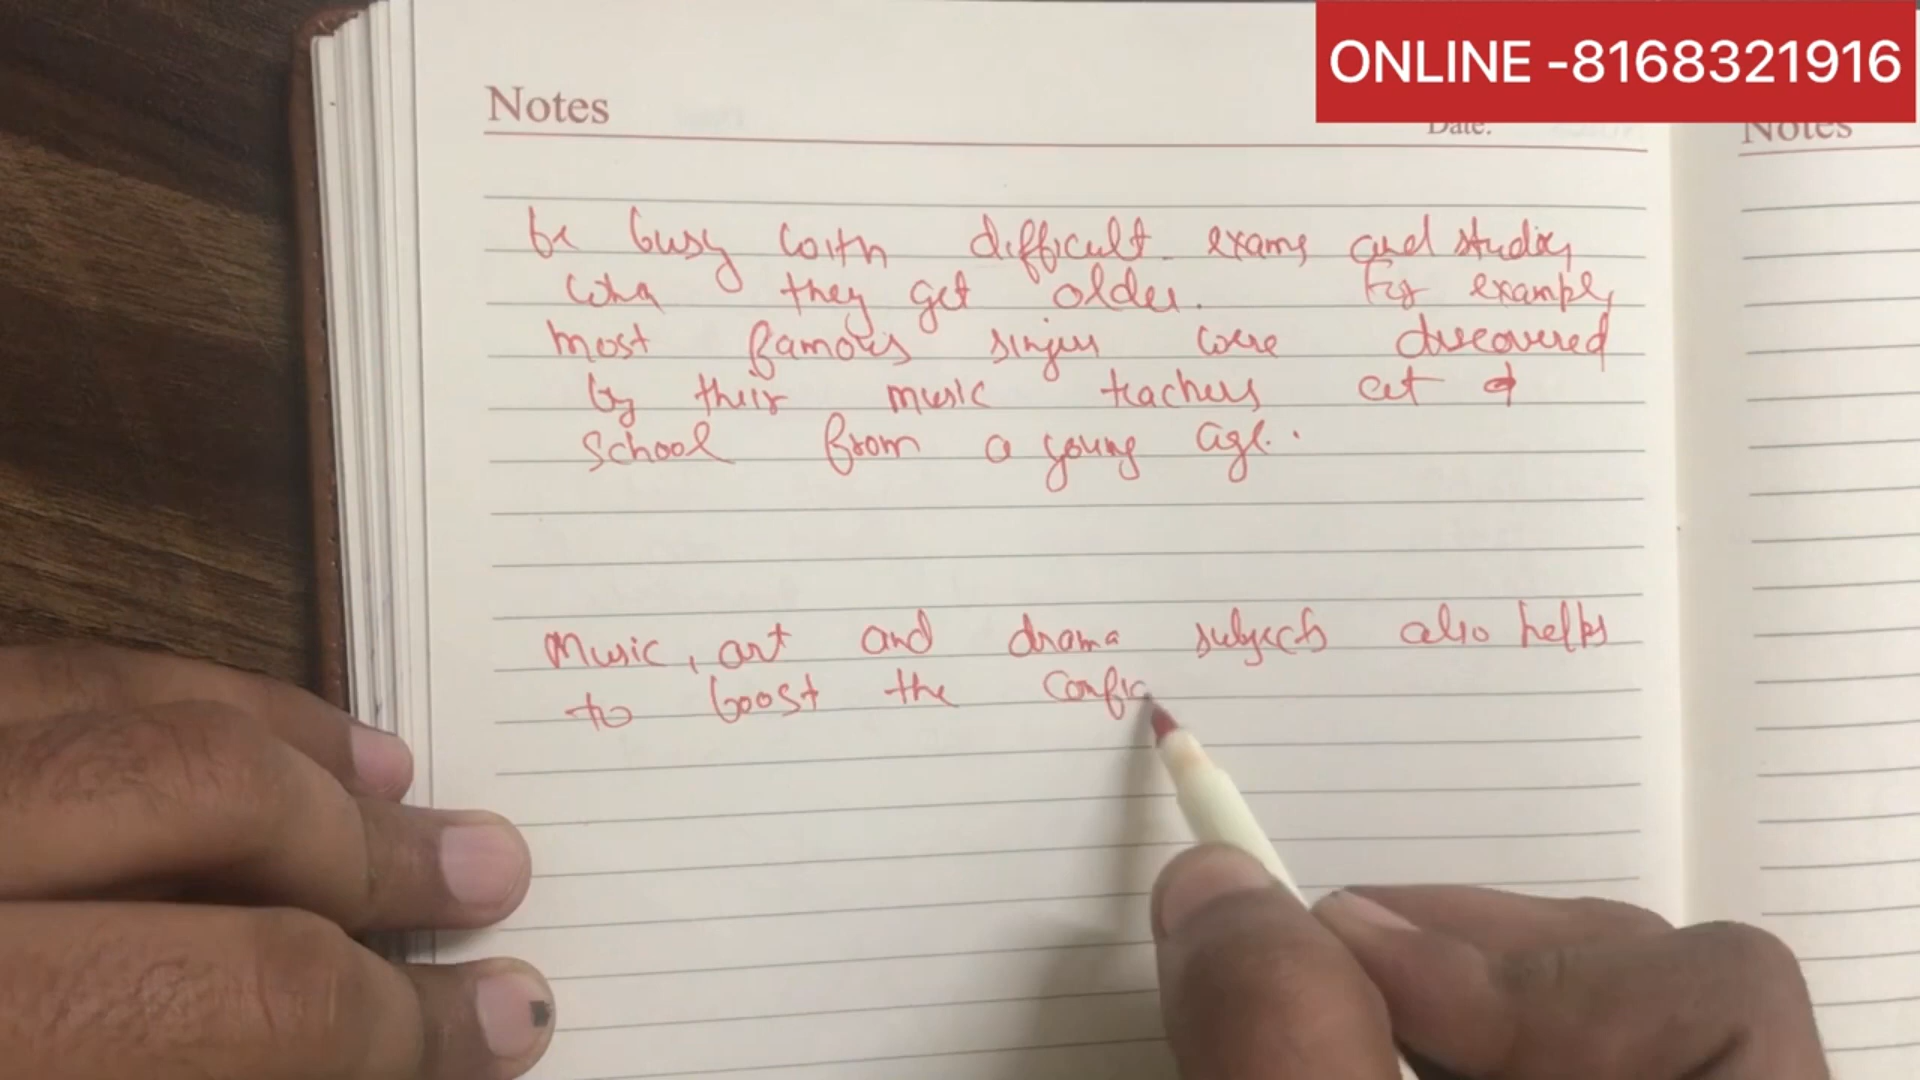 ONLINE -8168321916
Notes
Date.
Notes
be busy with difficult exams and studies
when they get older. For example,
most famous singers were discovered
by their music teachers at
school from a young age.
Music, art and drama subjects also helps
to boost the Confid